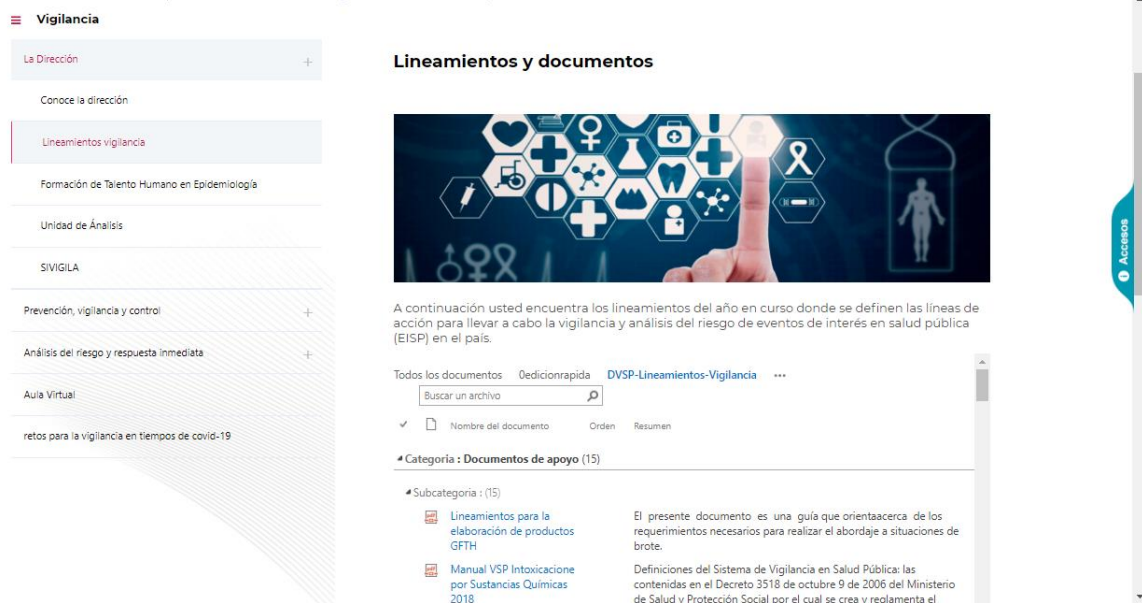 Vigilancia
La Dirección
Conoce la dirección
Lineamientos vigilancia
Formación de Talento Humano en Epidemiología
Unidad de Ánalisis
SIVIGILA
Prevención, vigilancia y control
Análisis del riesgo y respuesta inmediata
Aula Virtual
retos para la vigilancia en tiempos de covid-19
Lineamientos y documentos
A continuación usted encuentra los lineamientos del año en curso donde se definen las líneas de
acción para llevar a cabo la vigilancia y análisis del riesgo de eventos de interés en salud pública
(EISP) en el país.
Todos los documentos 0edicionrapida DVSP-Lineamientos-Vigilancia ...
Buscar un archivo
Nombre del documento Orden Resumen
Categoria : Documentos de apoyo (15)
Subcategoria : (15)
Lineamientos para la
elaboración de productos
GFTH
El presente documento es una guía que orientaacerca de los
requerimientos necesarios para realizar el abordaje a situaciones de
brote.
Manual VSP Intoxicacione
por Sustancias Químicas
2018
Definiciones del Sistema de Vigilancia en Salud Pública: las
contenidas en el Decreto 3518 de octubre 9 de 2006 del Ministerio
de Salud y Protección Social por el cual se crea y reglamenta el
Accesos